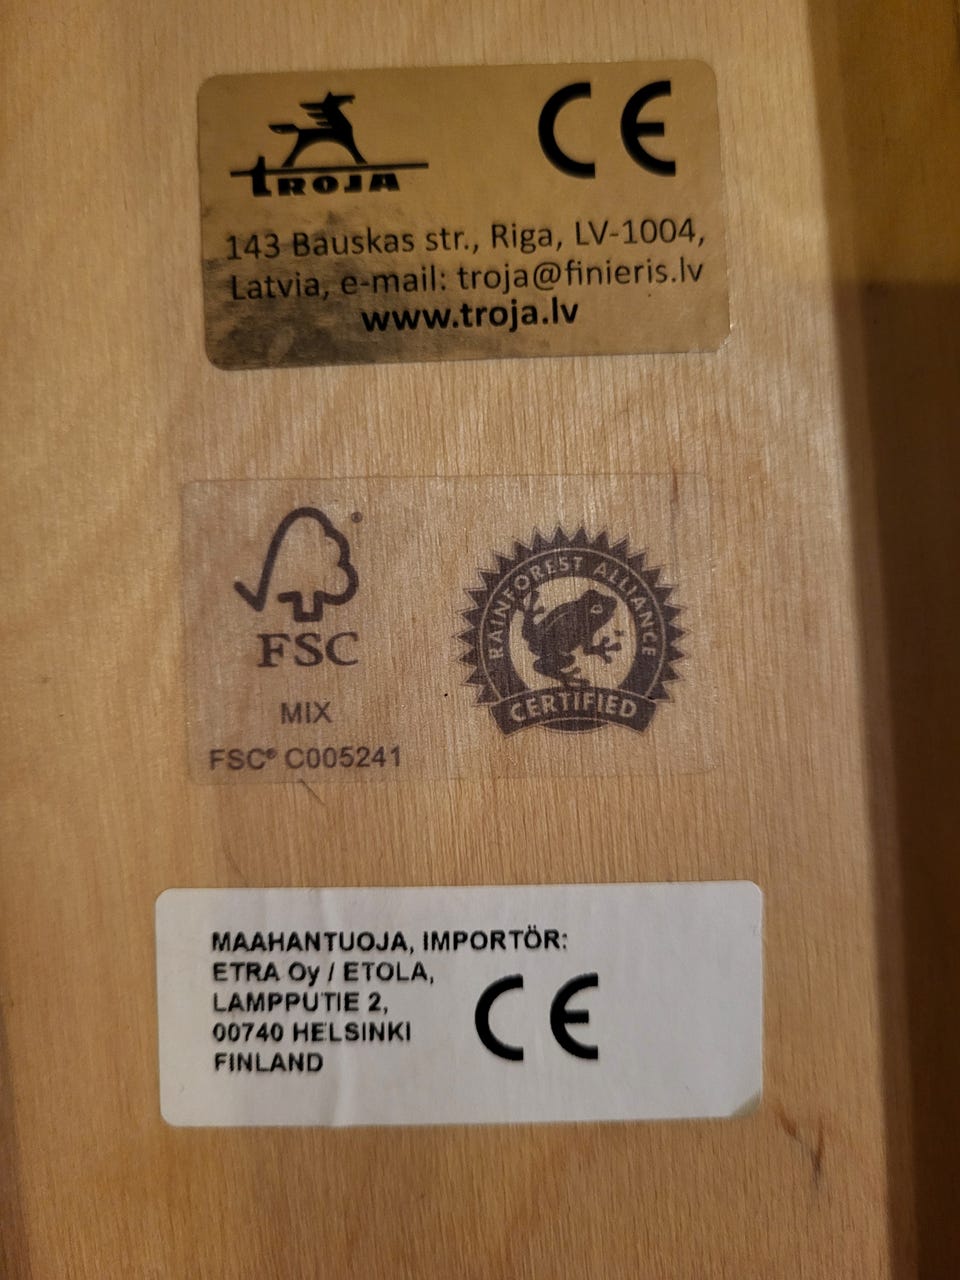 TROJA
CE
143 Bauskas str., Riga, LV-1004,
Latvia, e-mail: troja@finieris.lv
www.troja.lv
®
FSC
MIX
FSC® C005241
RAINFOREST ALLIANCE
CERTIFIED
MAAHANTUOJA, IMPORTÖR:
ETRA Oy / ETOLA,
LAMPPUTIE 2,
00740 HELSINKI
FINLAND
CE